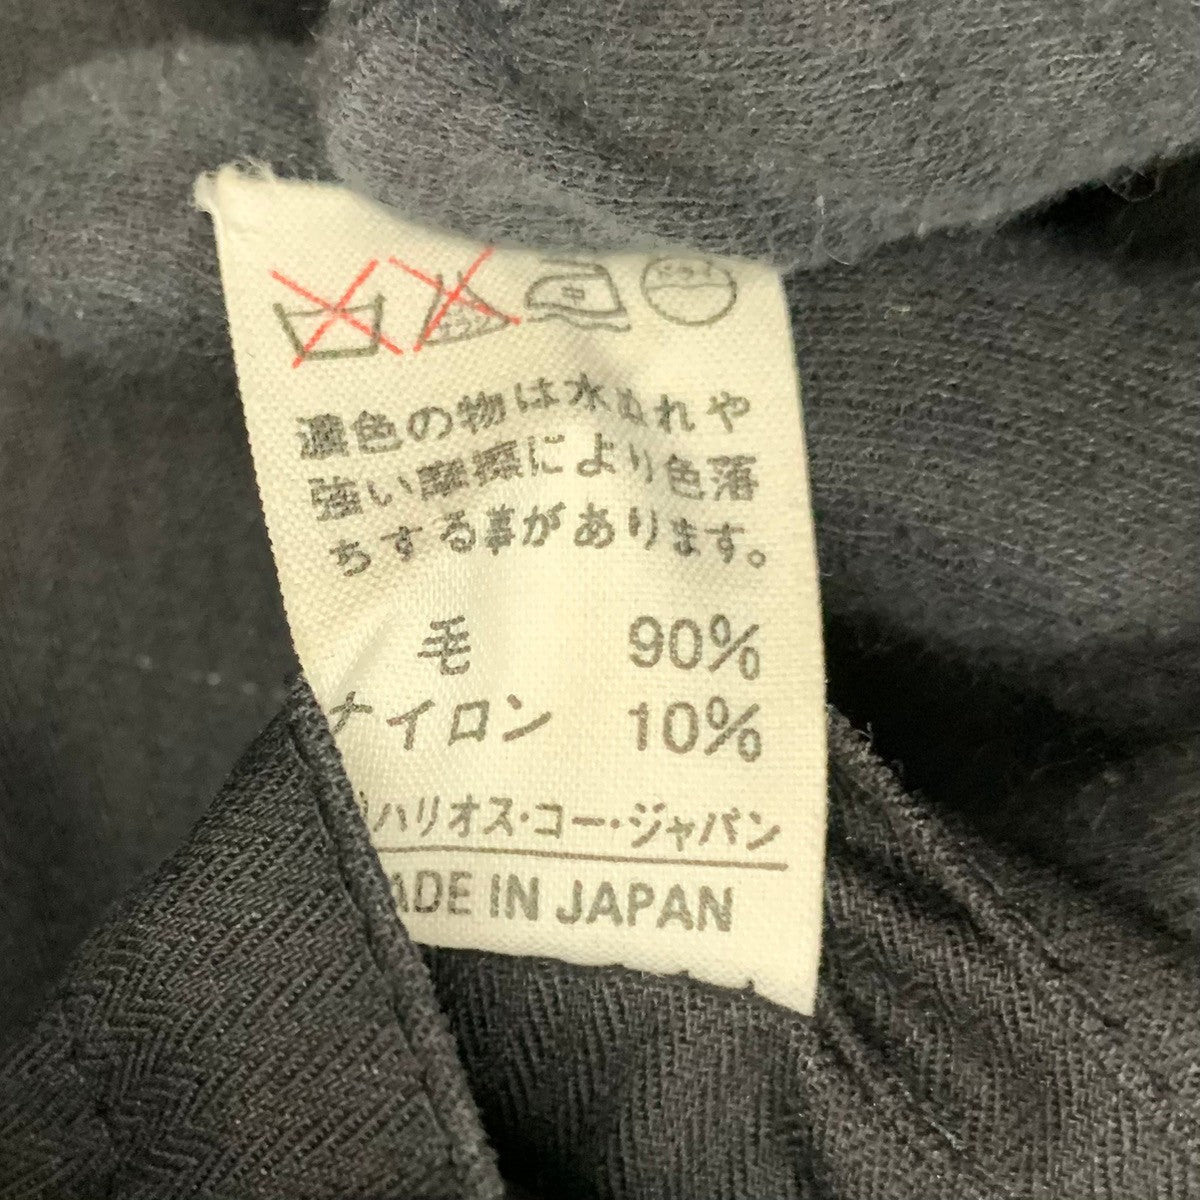 濃色の物は水ぬれや
強い摩擦により色落
ちする事があります。
毛 90%
ナイロン 10%
ハリオス・コー・ジャパン
MADE IN JAPAN